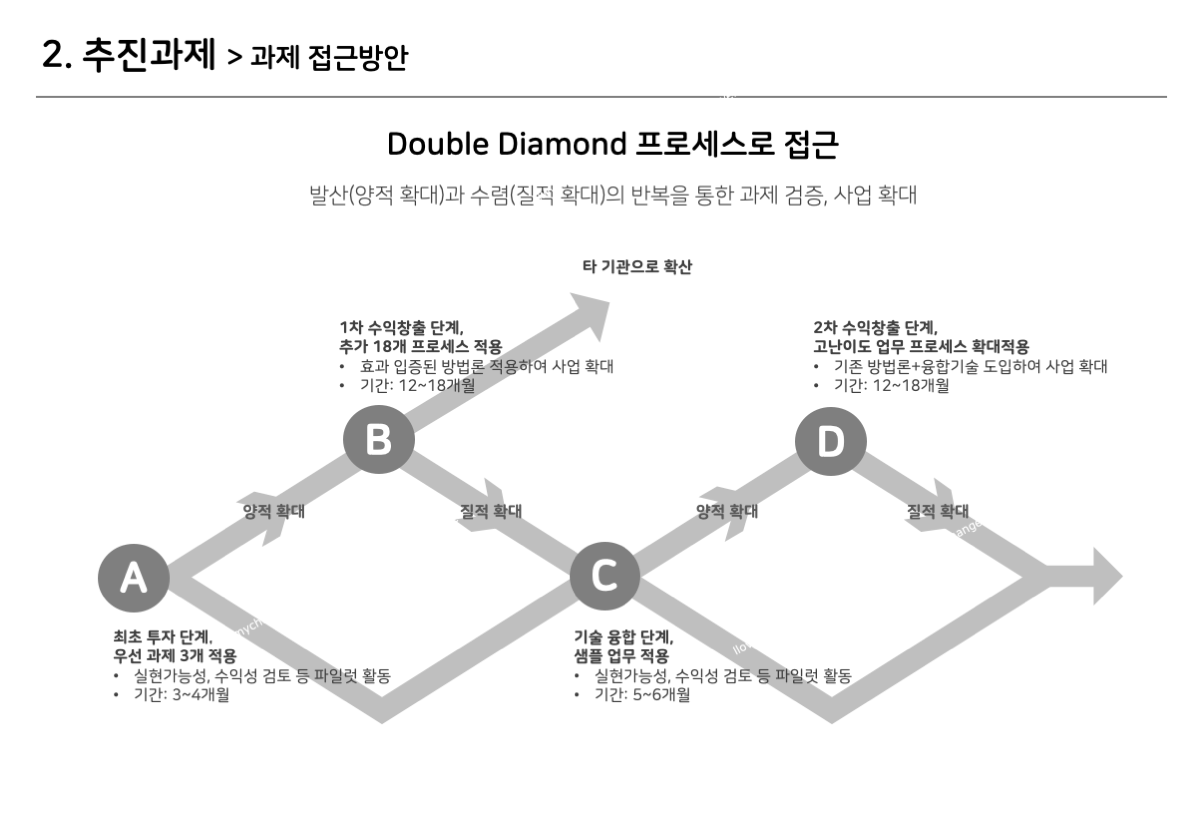 2. 추진과제 > 과제 접근방안
Double Diamond 프로세스로 접근
발산(양적 확대)과 수렴(질적 확대)의 반복을 통한 과제 검증, 사업 확대
타 기관으로 확산
1차 수익창출 단계,
추가 18개 프로세스 적용
• 효과 입증된 방법론 적용하여 사업 확대
• 기간: 12~18개월
2차 수익창출 단계,
고난이도 업무 프로세스 확대적용
• 기존 방법론+융합기술 도입하여 사업 확대
• 기간: 12~18개월
B
D
양적 확대
질적 확대
양적 확대
질적 확대
A
C
최초 투자 단계,
우선 과제 3개 적용
• 실현가능성, 수익성 검토 등 파일럿 활동
• 기간: 3~4개월
기술 융합 단계,
샘플 업무 적용
• 실현가능성, 수익성 검토 등 파일럿 활동
• 기간: 5~6개월